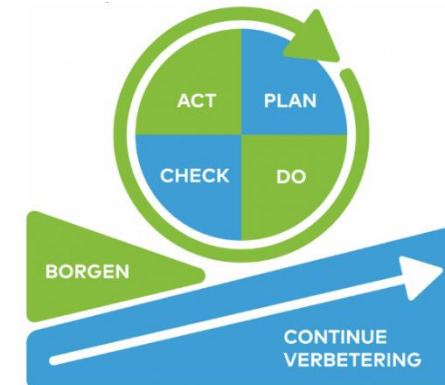 ACT PLAN
CHECK DO
BORGEN
CONTINUE
VERBETERING